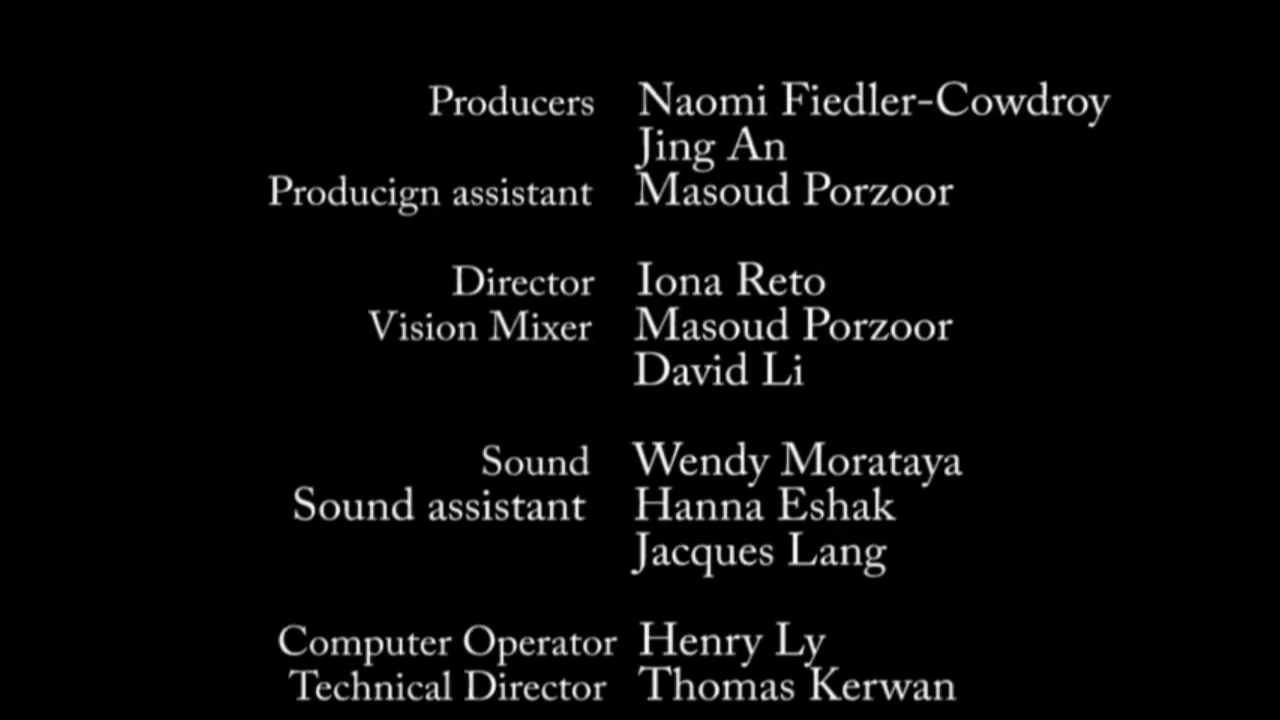 Producers Naomi Fiedler-Cowdroy
Jing An
Producign assistant Masoud Porzoor
Director Iona Reto
Vision Mixer Masoud Porzoor
David Li
Sound Wendy Morataya
Sound assistant Hanna Eshak
Jacques Lang
Computer Operator Henry Ly
Technical Director Thomas Kerwan